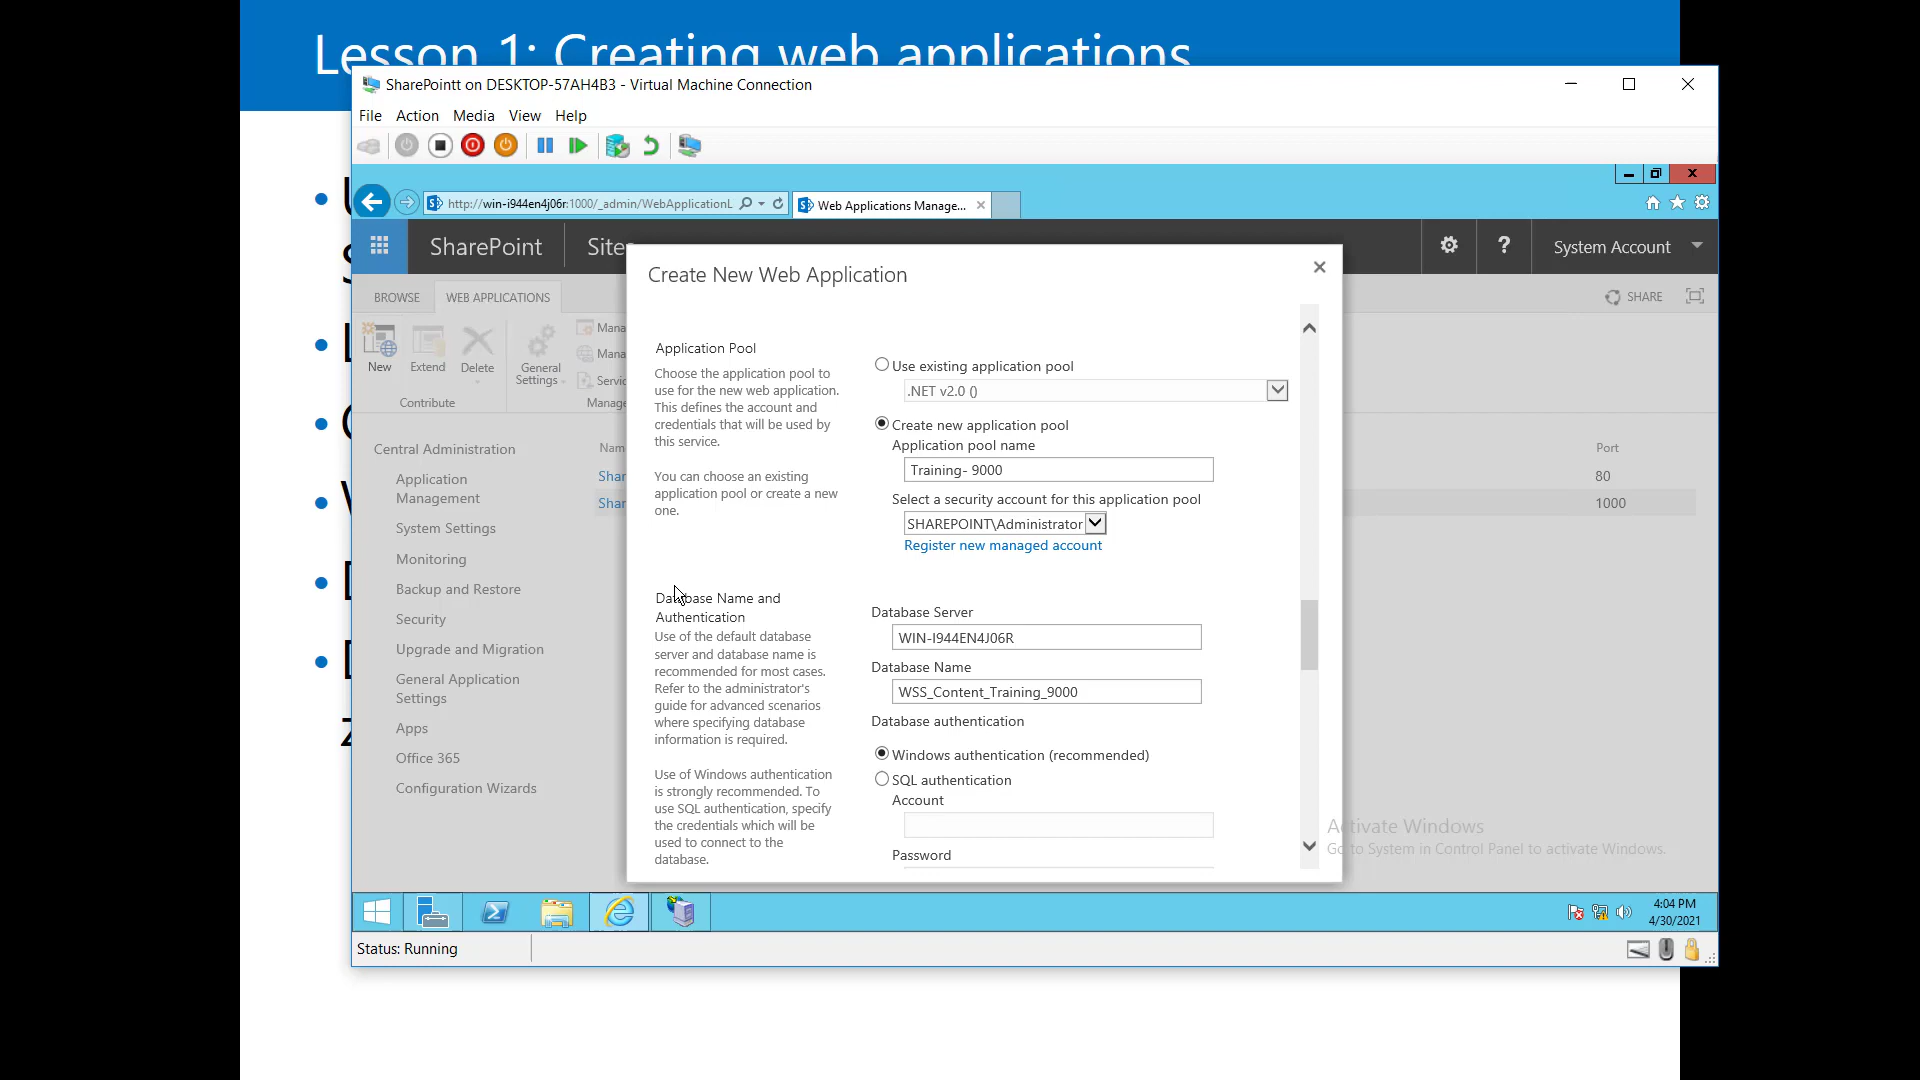 Lesson 1: Creating web applications
SharePointt on DESKTOP-57AH4B3 - Virtual Machine Connection
File Action Media View Help
http://win-i944en4j06r:1000/_admin/WebApplicationL
Web Applications Manage...
SharePoint
Sites
System Account
Create New Web Application
BROWSE
WEB APPLICATIONS
SHARE
New
Extend
Delete
General Settings
Mana
Mana
Servic
Contribute
Manage
Central Administration
Application Management
System Settings
Monitoring
Backup and Restore
Security
Upgrade and Migration
General Application Settings
Apps
Office 365
Configuration Wizards
Nam
Port
Shar
80
Shar
1000
Application Pool
Choose the application pool to
use for the new web application.
This defines the account and
credentials that will be used by
this service.
You can choose an existing
application pool or create a new
one.
Use existing application pool
.NET v2.0 ()
Create new application pool
Application pool name
Training- 9000
Select a security account for this application pool
SHAREPOINT\Administrator
Register new managed account
Database Name and
Authentication
Use of the default database
server and database name is
recommended for most cases.
Refer to the administrator's
guide for advanced scenarios
where specifying database
information is required.
Use of Windows authentication
is strongly recommended. To
use SQL authentication, specify
the credentials which will be
used to connect to the
database.
Database Server
WIN-I944EN4J06R
Database Name
WSS_Content_Training_9000
Database authentication
Windows authentication (recommended)
SQL authentication
Account
Password
Activate Windows
Go to System in Control Panel to activate Windows.
4:04 PM
4/30/2021
Status: Running